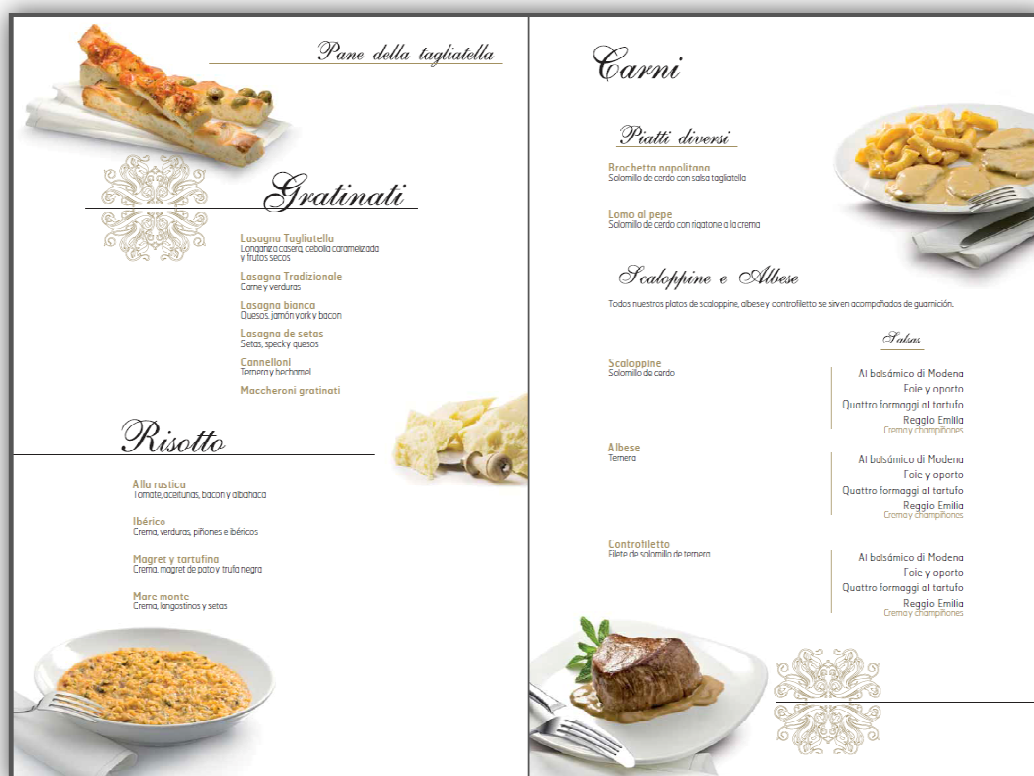 Pane della tagliatella
Gratinati
Lasagna Tagliatella
Longaniza casera, cebolla caramelizada
y frutos secos
Lasagna Tradizionale
Carne y verduras
Lasagna bianca
Quesos, jamón york y bacon
Lasagna de setas
Setas, speck y quesos
Cannelloni
Ternera y bechamel
Maccheroni gratinati
Risotto
Alla rustica
Tomate,aceitunas, bacon y albahaca
Ibérico
Crema, verduras, piñones e ibéricos
Magret y tartufina
Crema, magret de pato y trufa negra
Mare monte
Crema, langostinos y setas
Carni
Piatti diversi
Brochetta napolitana
Solomillo de cerdo con salsa tagliatella
Lomo al pepe
Solomillo de cerdo con rigatone a la crema
Scaloppine e Albese
Todos nuestros platos de scaloppine, albese y controfiletto se sirven acompañados de guarnición.
Salsas
Scaloppine
Solomillo de cerdo
Al balsámico di Modena
Foie y oporto
Quattro formaggi al tartufo
Reggio Emilia
Crema y champiñones
Albese
Ternera
Al balsámico di Modena
Foie y oporto
Quattro formaggi al tartufo
Reggio Emilia
Crema y champiñones
Controfiletto
Filete de solomillo de ternera
Al balsámico di Modena
Foie y oporto
Quattro formaggi al tartufo
Reggio Emilia
Crema y champiñones